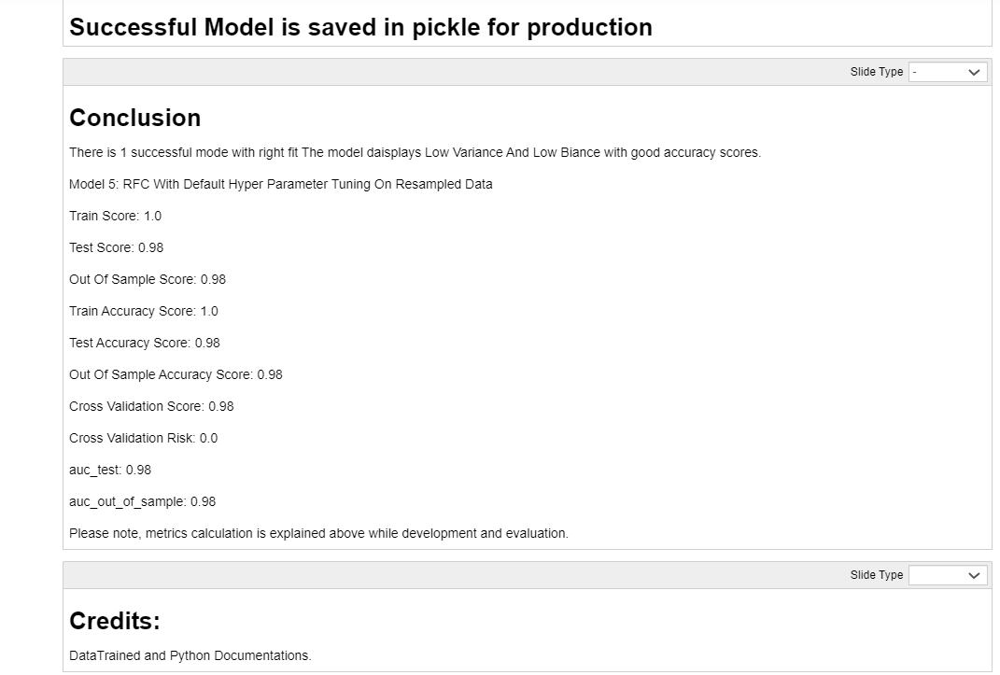 Successful Model is saved in pickle for production
Slide Type -
Conclusion
There is 1 successful mode with right fit The model daisplays Low Variance And Low Biance with good accuracy scores.
Model 5: RFC With Default Hyper Parameter Tuning On Resampled Data
Train Score: 1.0
Test Score: 0.98
Out Of Sample Score: 0.98
Train Accuracy Score: 1.0
Test Accuracy Score: 0.98
Out Of Sample Accuracy Score: 0.98
Cross Validation Score: 0.98
Cross Validation Risk: 0.0
auc_test: 0.98
auc_out_of_sample: 0.98
Please note, metrics calculation is explained above while development and evaluation.
Slide Type
Credits:
DataTrained and Python Documentations.